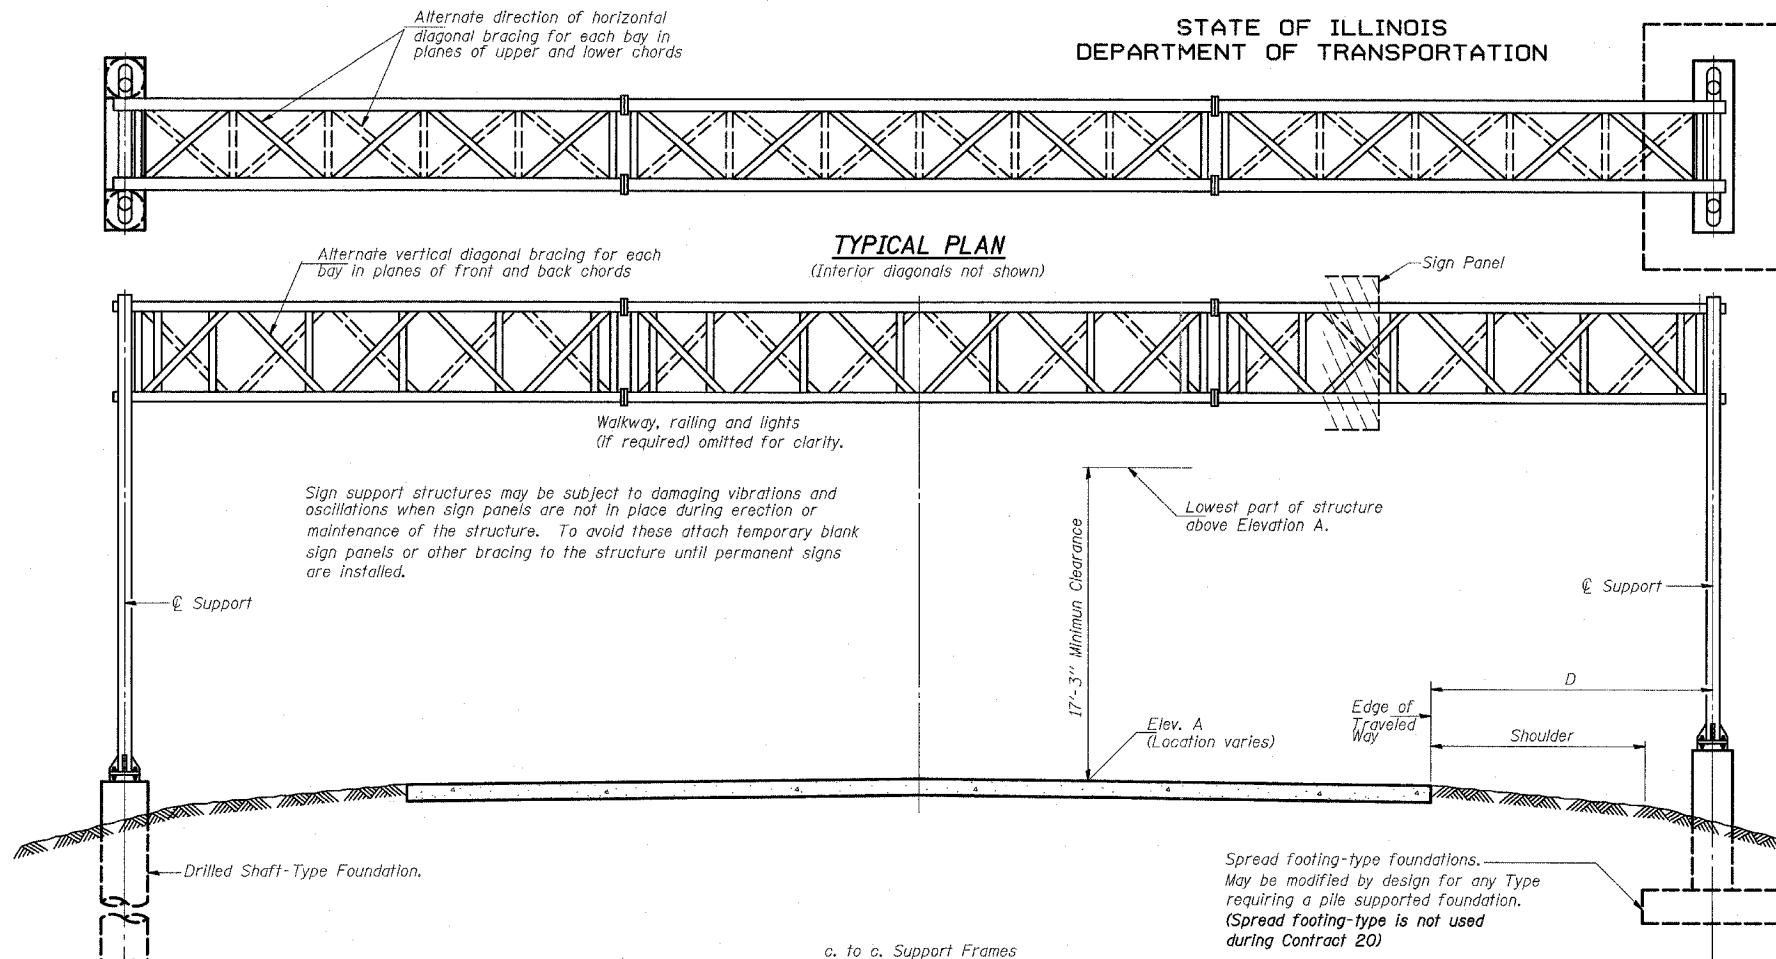 Alternate direction of horizontal
diagonal bracing for each bay in
planes of upper and lower chords
STATE OF ILLINOIS
DEPARTMENT OF TRANSPORTATION
TYPICAL PLAN
(Interior diagonals not shown)
Alternate vertical diagonal bracing for each
bay in planes of front and back chords
Sign Panel
Walkway, railing and lights
(if required) omitted for clarity.
Sign support structures may be subject to damaging vibrations and
oscillations when sign panels are not in place during erection or
maintenance of the structure. To avoid these attach temporary blank
sign panels or other bracing to the structure until permanent signs
are installed.
Lowest part of structure
above Elevation A.
17'-3" Minimun Clearance
℄ Support
℄ Support
D
Edge of
Traveled
Way
Shoulder
Elev. A
(Location varies)
Drilled Shaft-Type Foundation.
Spread footing-type foundations.
May be modified by design for any Type
requiring a pile supported foundation.
(Spread footing-type is not used
during Contract 20)
c. to c. Support Frames